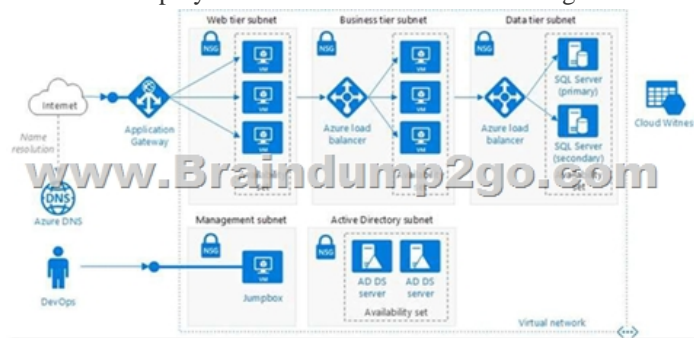 Web tier subnet
Business tier subnet
Data tier subnet
NSG
NSG
NSG
VM
VM
VM
VM
VM
VM
SQL Server
(primary)
Internet
Application
Gateway
Azure load
balancer
Azure load
balancer
Cloud Witnes
Name
resolution
SQL Server
(secondary)
www.Braindump2go.com
set
DNS
Azure DNS
Management subnet
Active Directory subnet
NSG
NSG
DevOps
Jumpbox
AD DS
server
AD DS
server
Availability set
Virtual network